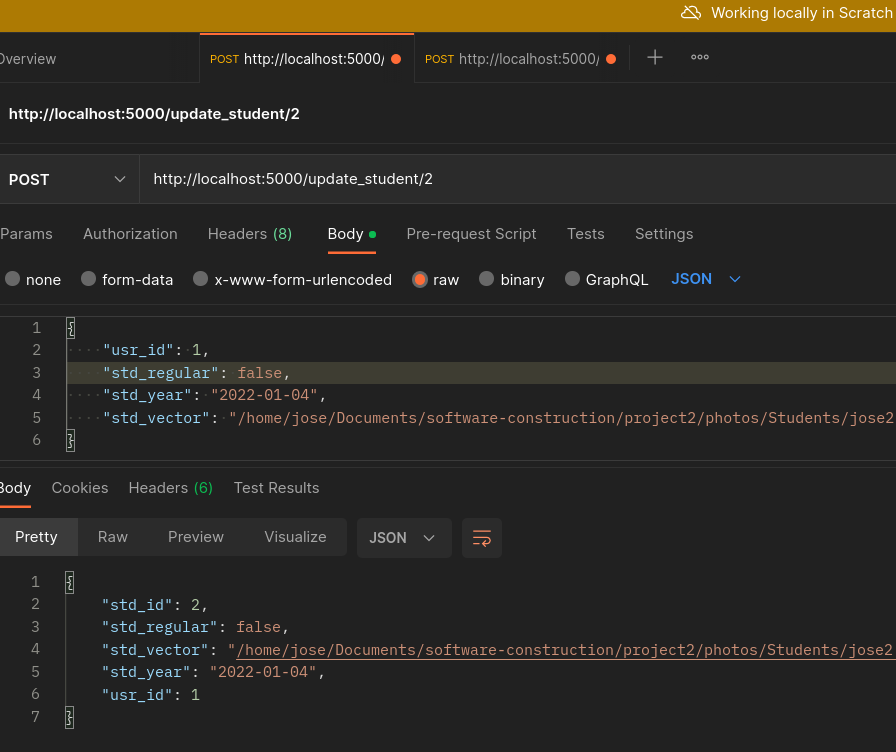 Working locally in Scratch
Overview POST http://localhost:5000/ POST http://localhost:5000/
http://localhost:5000/update_student/2
POST http://localhost:5000/update_student/2
Params Authorization Headers (8) Body Pre-request Script Tests Settings
none form-data x-www-form-urlencoded raw binary GraphQL JSON
1 {
2 "usr_id": 1,
3 "std_regular": false,
4 "std_year": "2022-01-04",
5 "std_vector": "/home/jose/Documents/software-construction/project2/photos/Students/jose2
6 }
Body Cookies Headers (6) Test Results
Pretty Raw Preview Visualize JSON
1 {
2 "std_id": 2,
3 "std_regular": false,
4 "std_vector": "/home/jose/Documents/software-construction/project2/photos/Students/jose2
5 "std_year": "2022-01-04",
6 "usr_id": 1
7 }